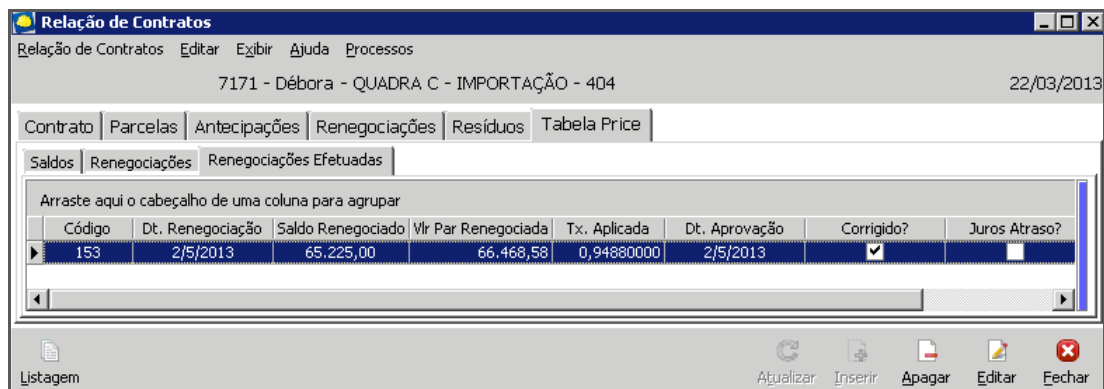 Relação de Contratos
Relação de Contratos Editar Exibir Ajuda Processos
7171 - Débora - QUADRA C - IMPORTAÇÃO - 404 22/03/2013
Contrato Parcelas Antecipações Renegociações Resíduos Tabela Price
Saldos Renegociações Renegociações Efetuadas
Arraste aqui o cabeçalho de uma coluna para agrupar
Código Dt. Renegociação Saldo Renegociado Vlr Par Renegociada Tx. Aplicada Dt. Aprovação Corrigido? Juros Atraso?
153 2/5/2013 65.225,00 66.468,58 0,94880000 2/5/2013
Listagem Atualizar Inserir Apagar Editar Fechar